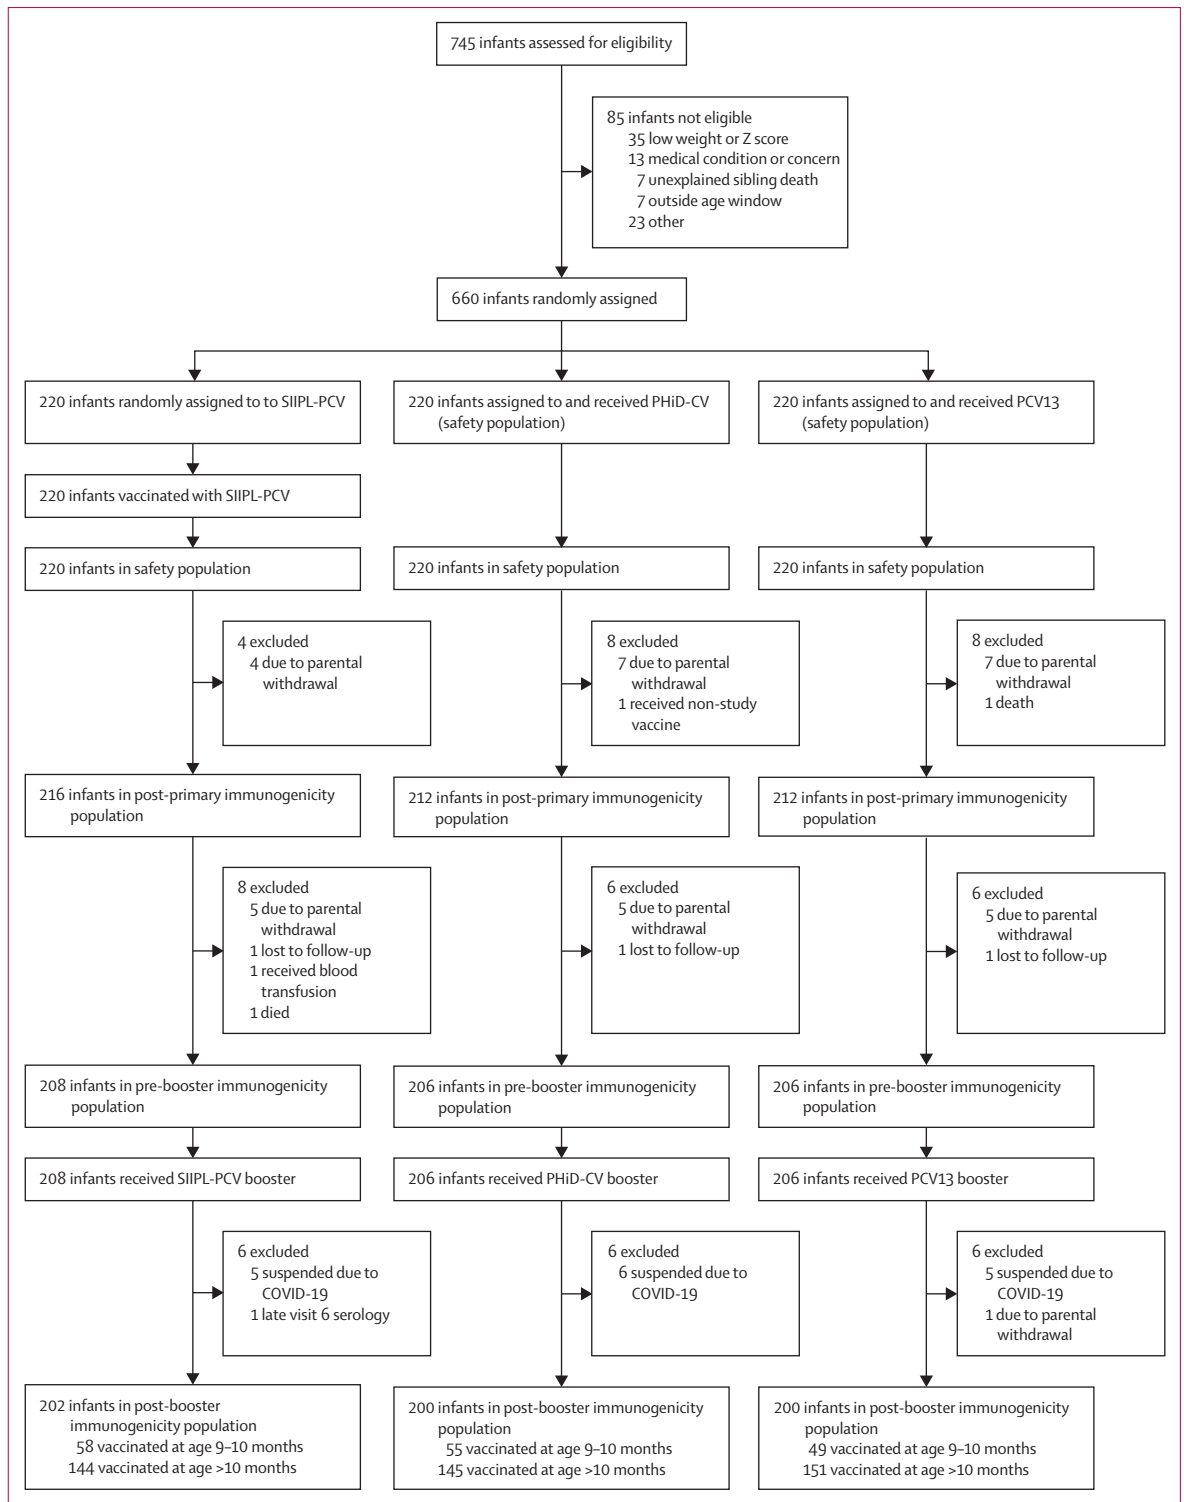 745 infants assessed for eligibility
85 infants not eligible
35 low weight or Z score
13 medical condition or concern
7 unexplained sibling death
7 outside age window
23 other
660 infants randomly assigned
220 infants randomly assigned to to SIIPL-PCV
220 infants assigned to and received PHiD-CV
(safety population)
220 infants assigned to and received PCV13
(safety population)
220 infants vaccinated with SIIPL-PCV
220 infants in safety population
220 infants in safety population
220 infants in safety population
4 excluded
4 due to parental
withdrawal
8 excluded
7 due to parental
withdrawal
1 received non-study
vaccine
8 excluded
7 due to parental
withdrawal
1 death
216 infants in post-primary immunogenicity
population
212 infants in post-primary immunogenicity
population
212 infants in post-primary immunogenicity
population
8 excluded
5 due to parental
withdrawal
1 lost to follow-up
1 received blood
transfusion
1 died
6 excluded
5 due to parental
withdrawal
1 lost to follow-up
6 excluded
5 due to parental
withdrawal
1 lost to follow-up
208 infants in pre-booster immunogenicity
population
206 infants in pre-booster immunogenicity
population
206 infants in pre-booster immunogenicity
population
208 infants received SIIPL-PCV booster
206 infants received PHiD-CV booster
206 infants received PCV13 booster
6 excluded
5 suspended due to
COVID-19
1 late visit 6 serology
6 excluded
6 suspended due to
COVID-19
6 excluded
5 suspended due to
COVID-19
1 due to parental
withdrawal
202 infants in post-booster
immunogenicity population
58 vaccinated at age 9–10 months
144 vaccinated at age >10 months
200 infants in post-booster immunogenicity
population
55 vaccinated at age 9–10 months
145 vaccinated at age >10 months
200 infants in post-booster immunogenicity
population
49 vaccinated at age 9–10 months
151 vaccinated at age >10 months